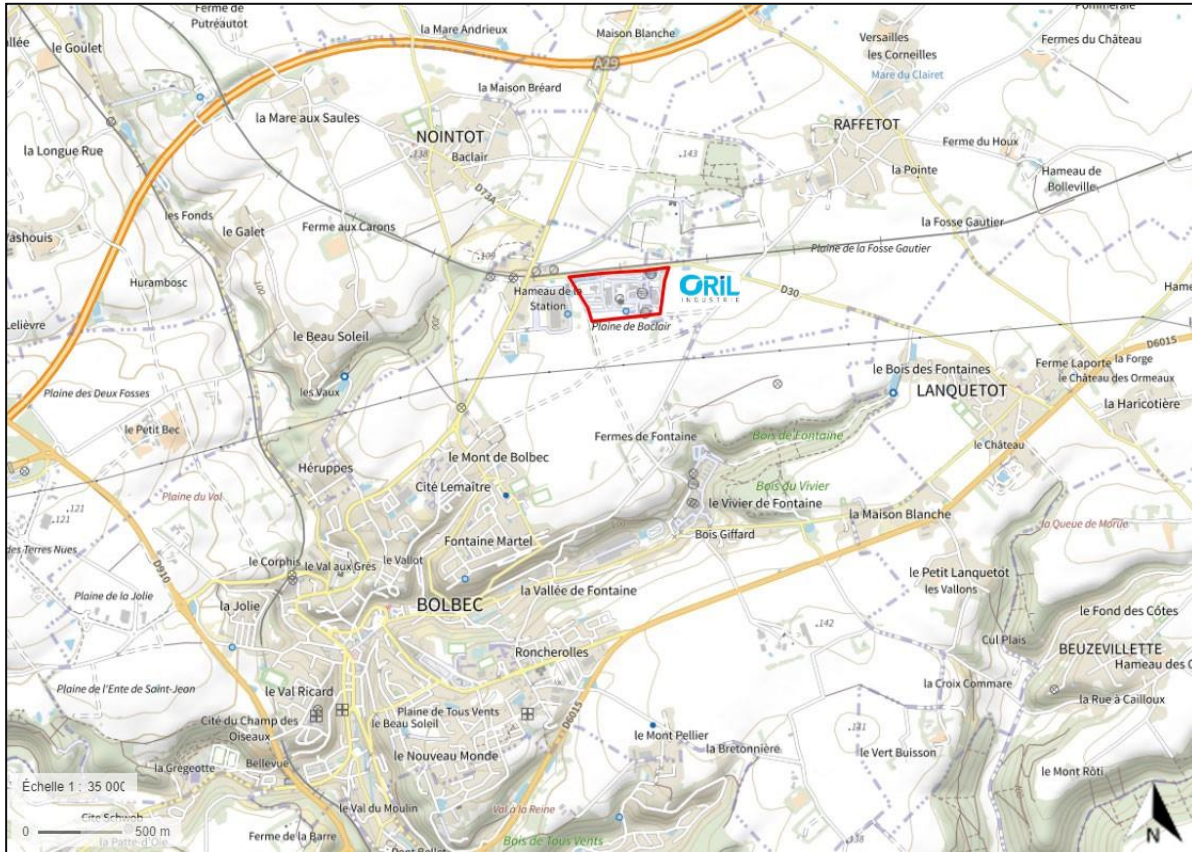 Ferme de
Putréautot
la Mare Andrieux
Maison Blanche
Versailles
les Corneilles
Mare du Clairet
Fermes du Château
le Goulet
A29
la Maison Bréard
la Mare aux Saules
NOINTOT
138
Baclair
RAFFETOT
Ferme du Houx
la Longue Rue
143
la Pointe
Hameau de
Bolleville
D73A
les Fonds
le Galet
Ferme aux Carons
la Fosse Gautier
Plaine de la Fosse Gautier
109
Hurambosc
Hameau de la
Station
ORIL
INDUSTRIE
D30
Plaine de Baclair
100
Lelièvre
le Beau Soleil
D6015
les Vaux
le Bois des Fontaines
Ferme Laporte
la Forge
le Château des Ormeaux
LANQUETOT
Plaine des Deux Fosses
la Haricotière
le Petit Bec
Fermes de Fontaine
Bois de Fontaine
le Château
le Mont de Bolbec
Héruppes
Cité Lemaître
Bois du Vivier
Plaine du Val
121
121
le Vivier de Fontaine
la Maison Blanche
la Queue de Morue
des Terres Nues
Fontaine Martel
Bois Giffard
le Corphis
le Val aux Grès
le Vallot
D910
le Petit Lanquetot
les Vallons
Plaine de la Jolie
la Jolie
BOLBEC
la Vallée de Fontaine
le Fond des Côtes
142
Cul Plais
BEUZEVILLETTE
Roncherolles
Hameau des
Plaine de l'Ente de Saint-Jean
le Val Ricard
la Croix Commare
la Rue à Cailloux
Cité du Champ des
Oiseaux
Plaine de Tous Vents
le Beau Soleil
D6015
le Mont Pellier
la Bretonnière
le Vert Buisson
la Grégeotte
Bellevue
le Nouveau Monde
le Mont Rôti
Échelle 1 : 35 000
le Val du Moulin
Val à la Reine
Cité Schwob
0 500 m
Ferme de la Barre
Bois de Tous Vents
138
N